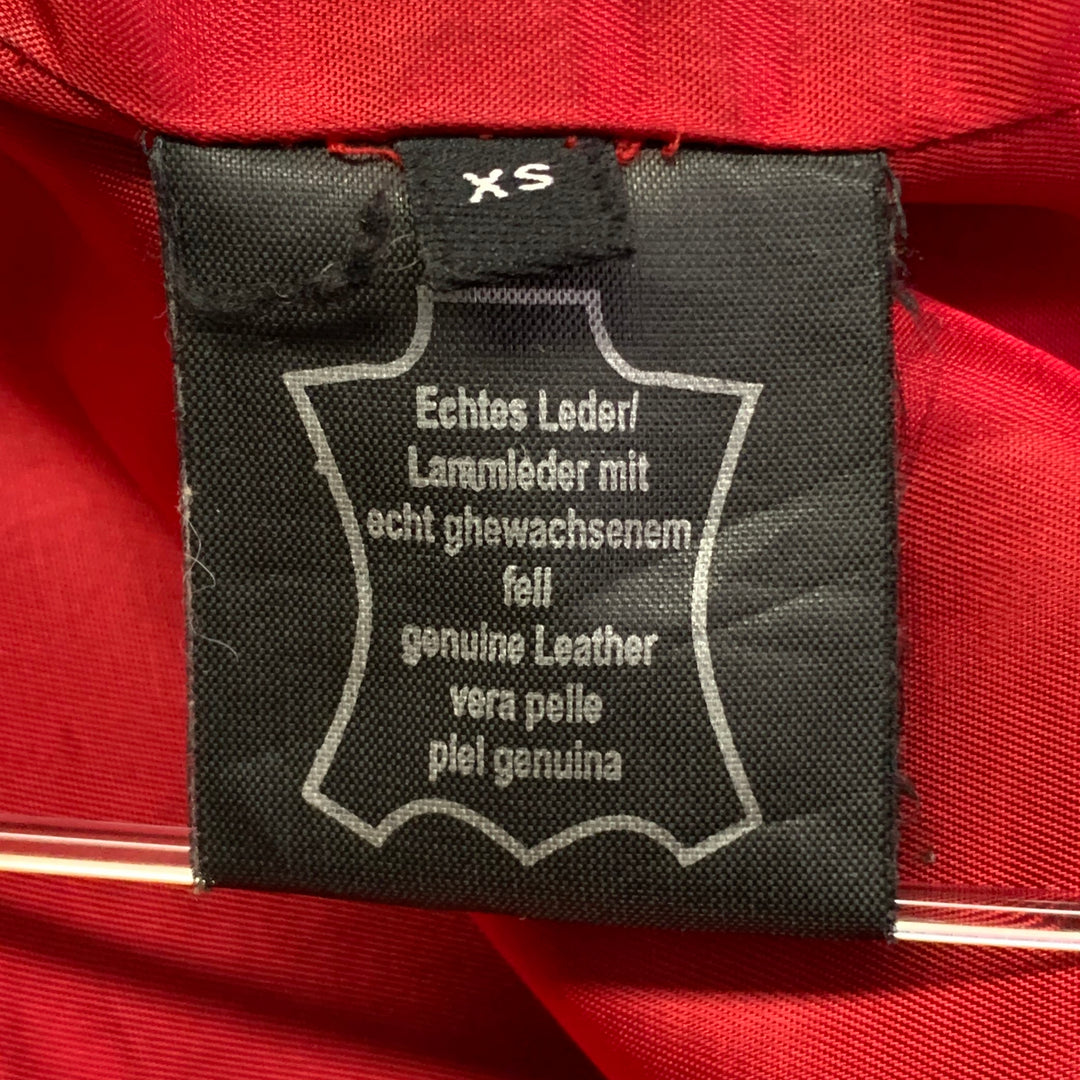 XS
Echtes Leder/
Lammleder mit
echt ghewachsenem
fell
genuine Leather
vera pelle
piel genuina